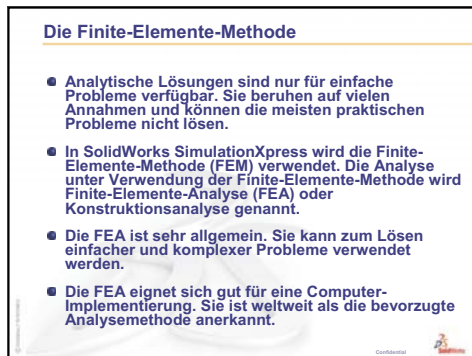 Die Finite-Elemente-Methode
Analytische Lösungen sind nur für einfache
Probleme verfügbar. Sie beruhen auf vielen
Annahmen und können die meisten praktischen
Probleme nicht lösen.
In SolidWorks SimulationXpress wird die Finite-
Elemente-Methode (FEM) verwendet. Die Analyse
unter Verwendung der Finite-Elemente-Methode wird
Finite-Elemente-Analyse (FEA) oder
Konstruktionsanalyse genannt.
Die FEA ist sehr allgemein. Sie kann zum Lösen
einfacher und komplexer Probleme verwendet
werden.
Die FEA eignet sich gut für eine Computer-
Implementierung. Sie ist weltweit als die bevorzugte
Analysemethode anerkannt.
Confidential
SolidWorks